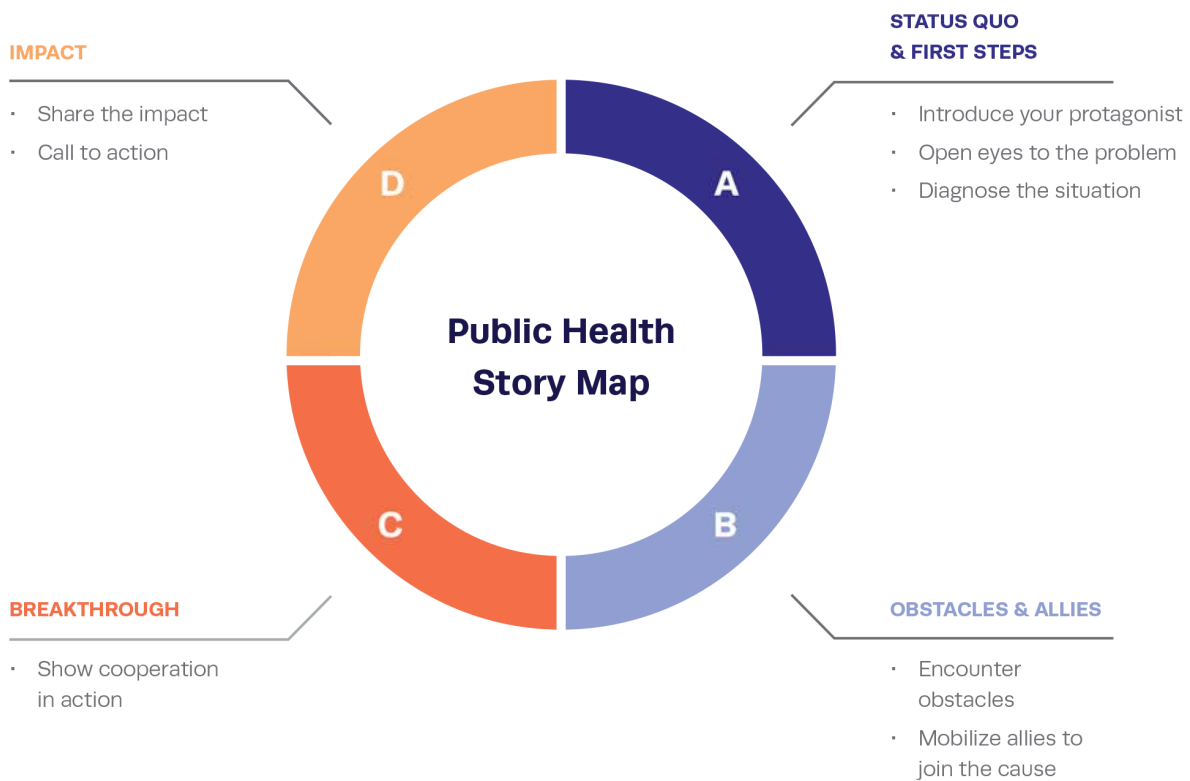 IMPACT
· Share the impact
· Call to action
STATUS QUO
& FIRST STEPS
· Introduce your protagonist
· Open eyes to the problem
· Diagnose the situation
D
A
Public Health
Story Map
C
B
BREAKTHROUGH
· Show cooperation
in action
OBSTACLES & ALLIES
· Encounter
obstacles
· Mobilize allies to
join the cause